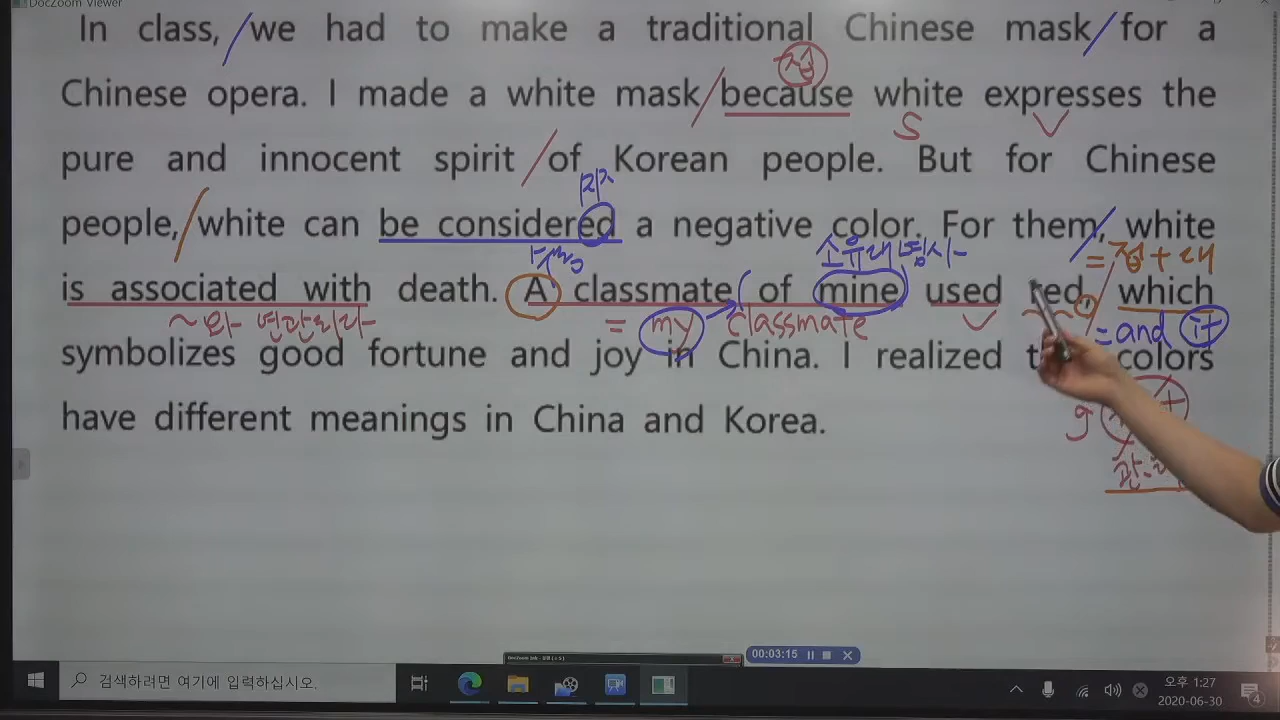 DocZoom Viewer
In class, we had to make a traditional Chinese mask for a
접
Chinese opera. I made a white mask because white expresses the
S V
pure and innocent spirit of Korean people. But for Chinese
people, white can be considered a negative color. For them, white
소유대명사 = 접 + 대
is associated with death. A classmate of mine used red, which
~와 연관되다 = my classmate = and it
symbolizes good fortune and joy in China. I realized colors
have different meanings in China and Korea.
00:03:15
검색하려면 여기에 입력하십시오.
오후 1:27
2020-06-30
4